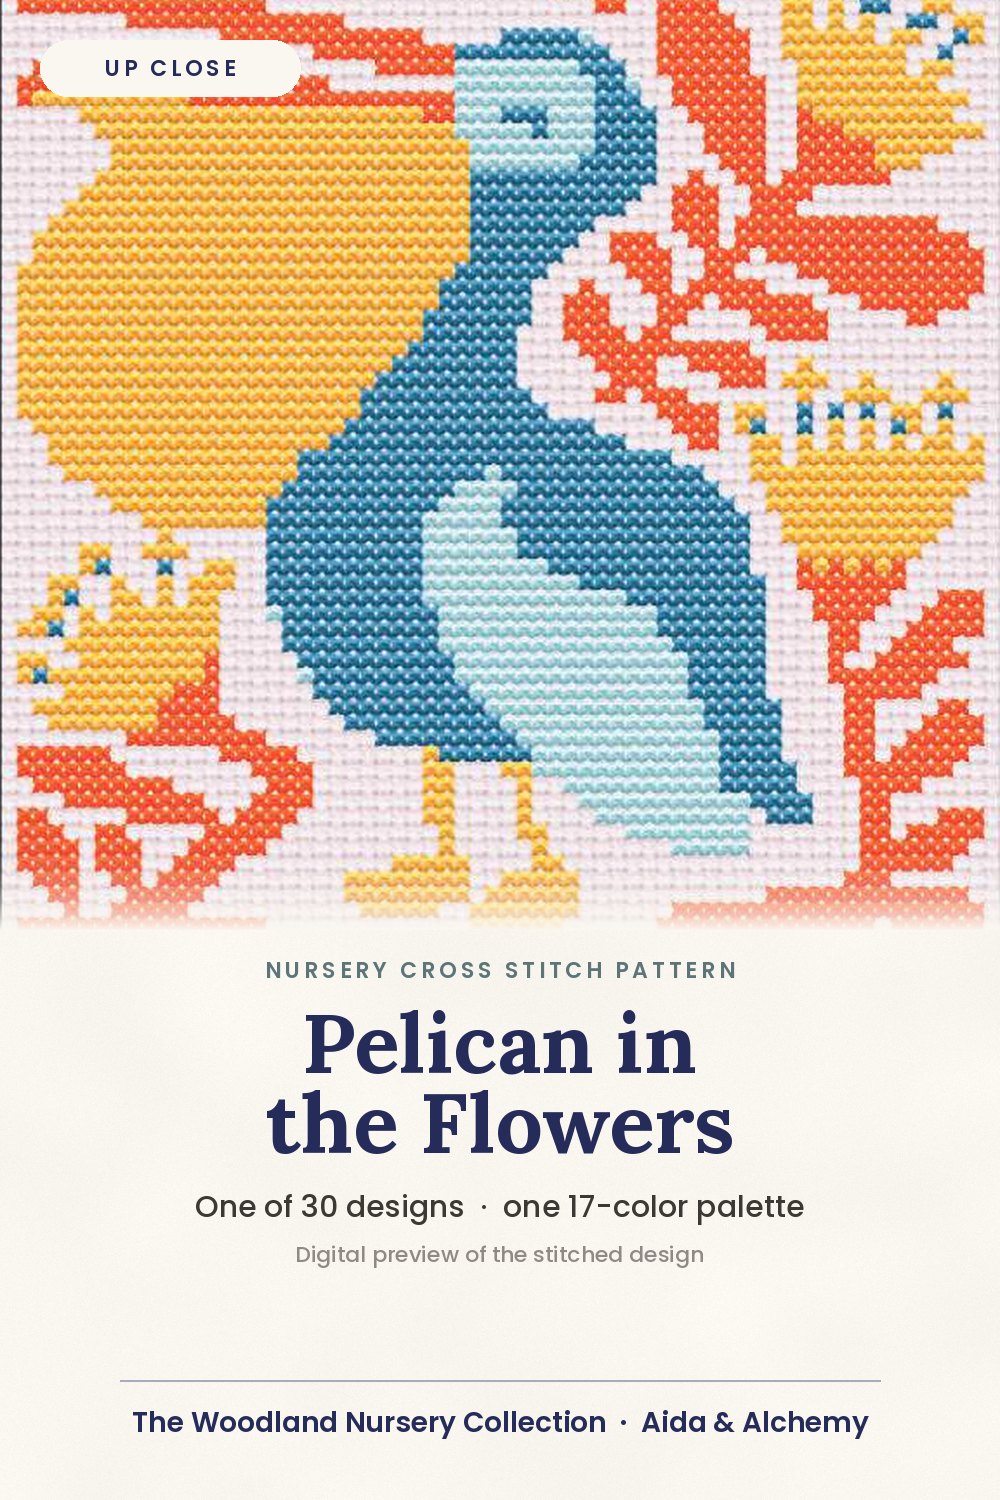 UP CLOSE
NURSERY CROSS STITCH PATTERN
Pelican in
the Flowers
One of 30 designs · one 17-color palette
Digital preview of the stitched design
The Woodland Nursery Collection · Aida & Alchemy